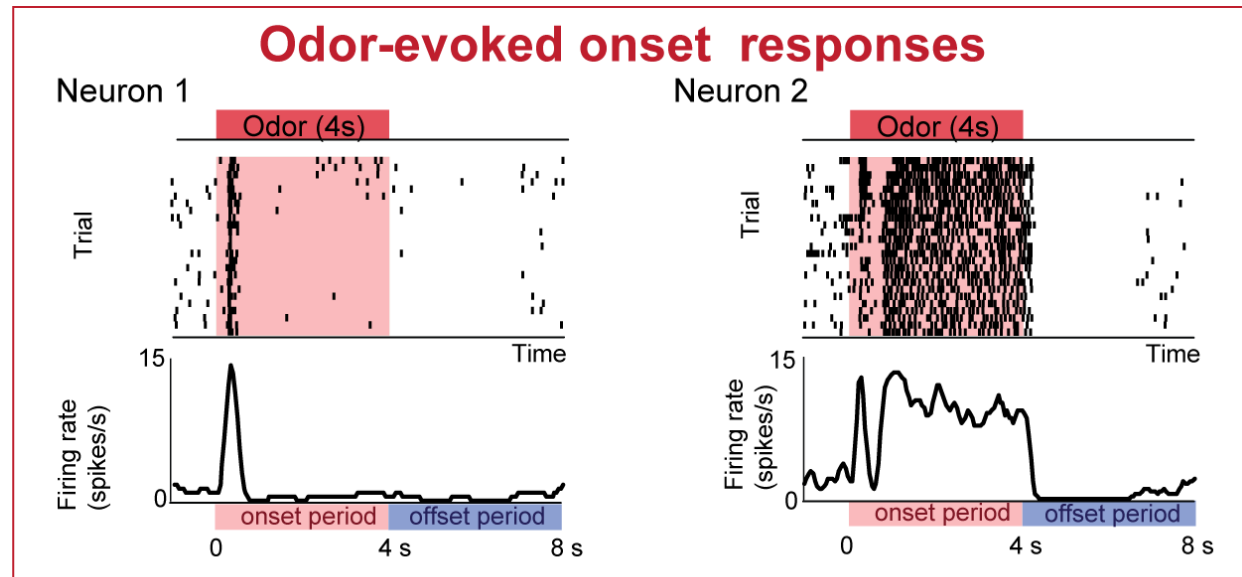 Odor-evoked onset responses
Neuron 1
Odor (4s)
Trial
Time
15
0
Firing rate
(spikes/s)
onset period
offset period
0
4 s
8 s
Neuron 2
Odor (4s)
Trial
Time
15
0
Firing rate
(spikes/s)
onset period
offset period
0
4 s
8 s